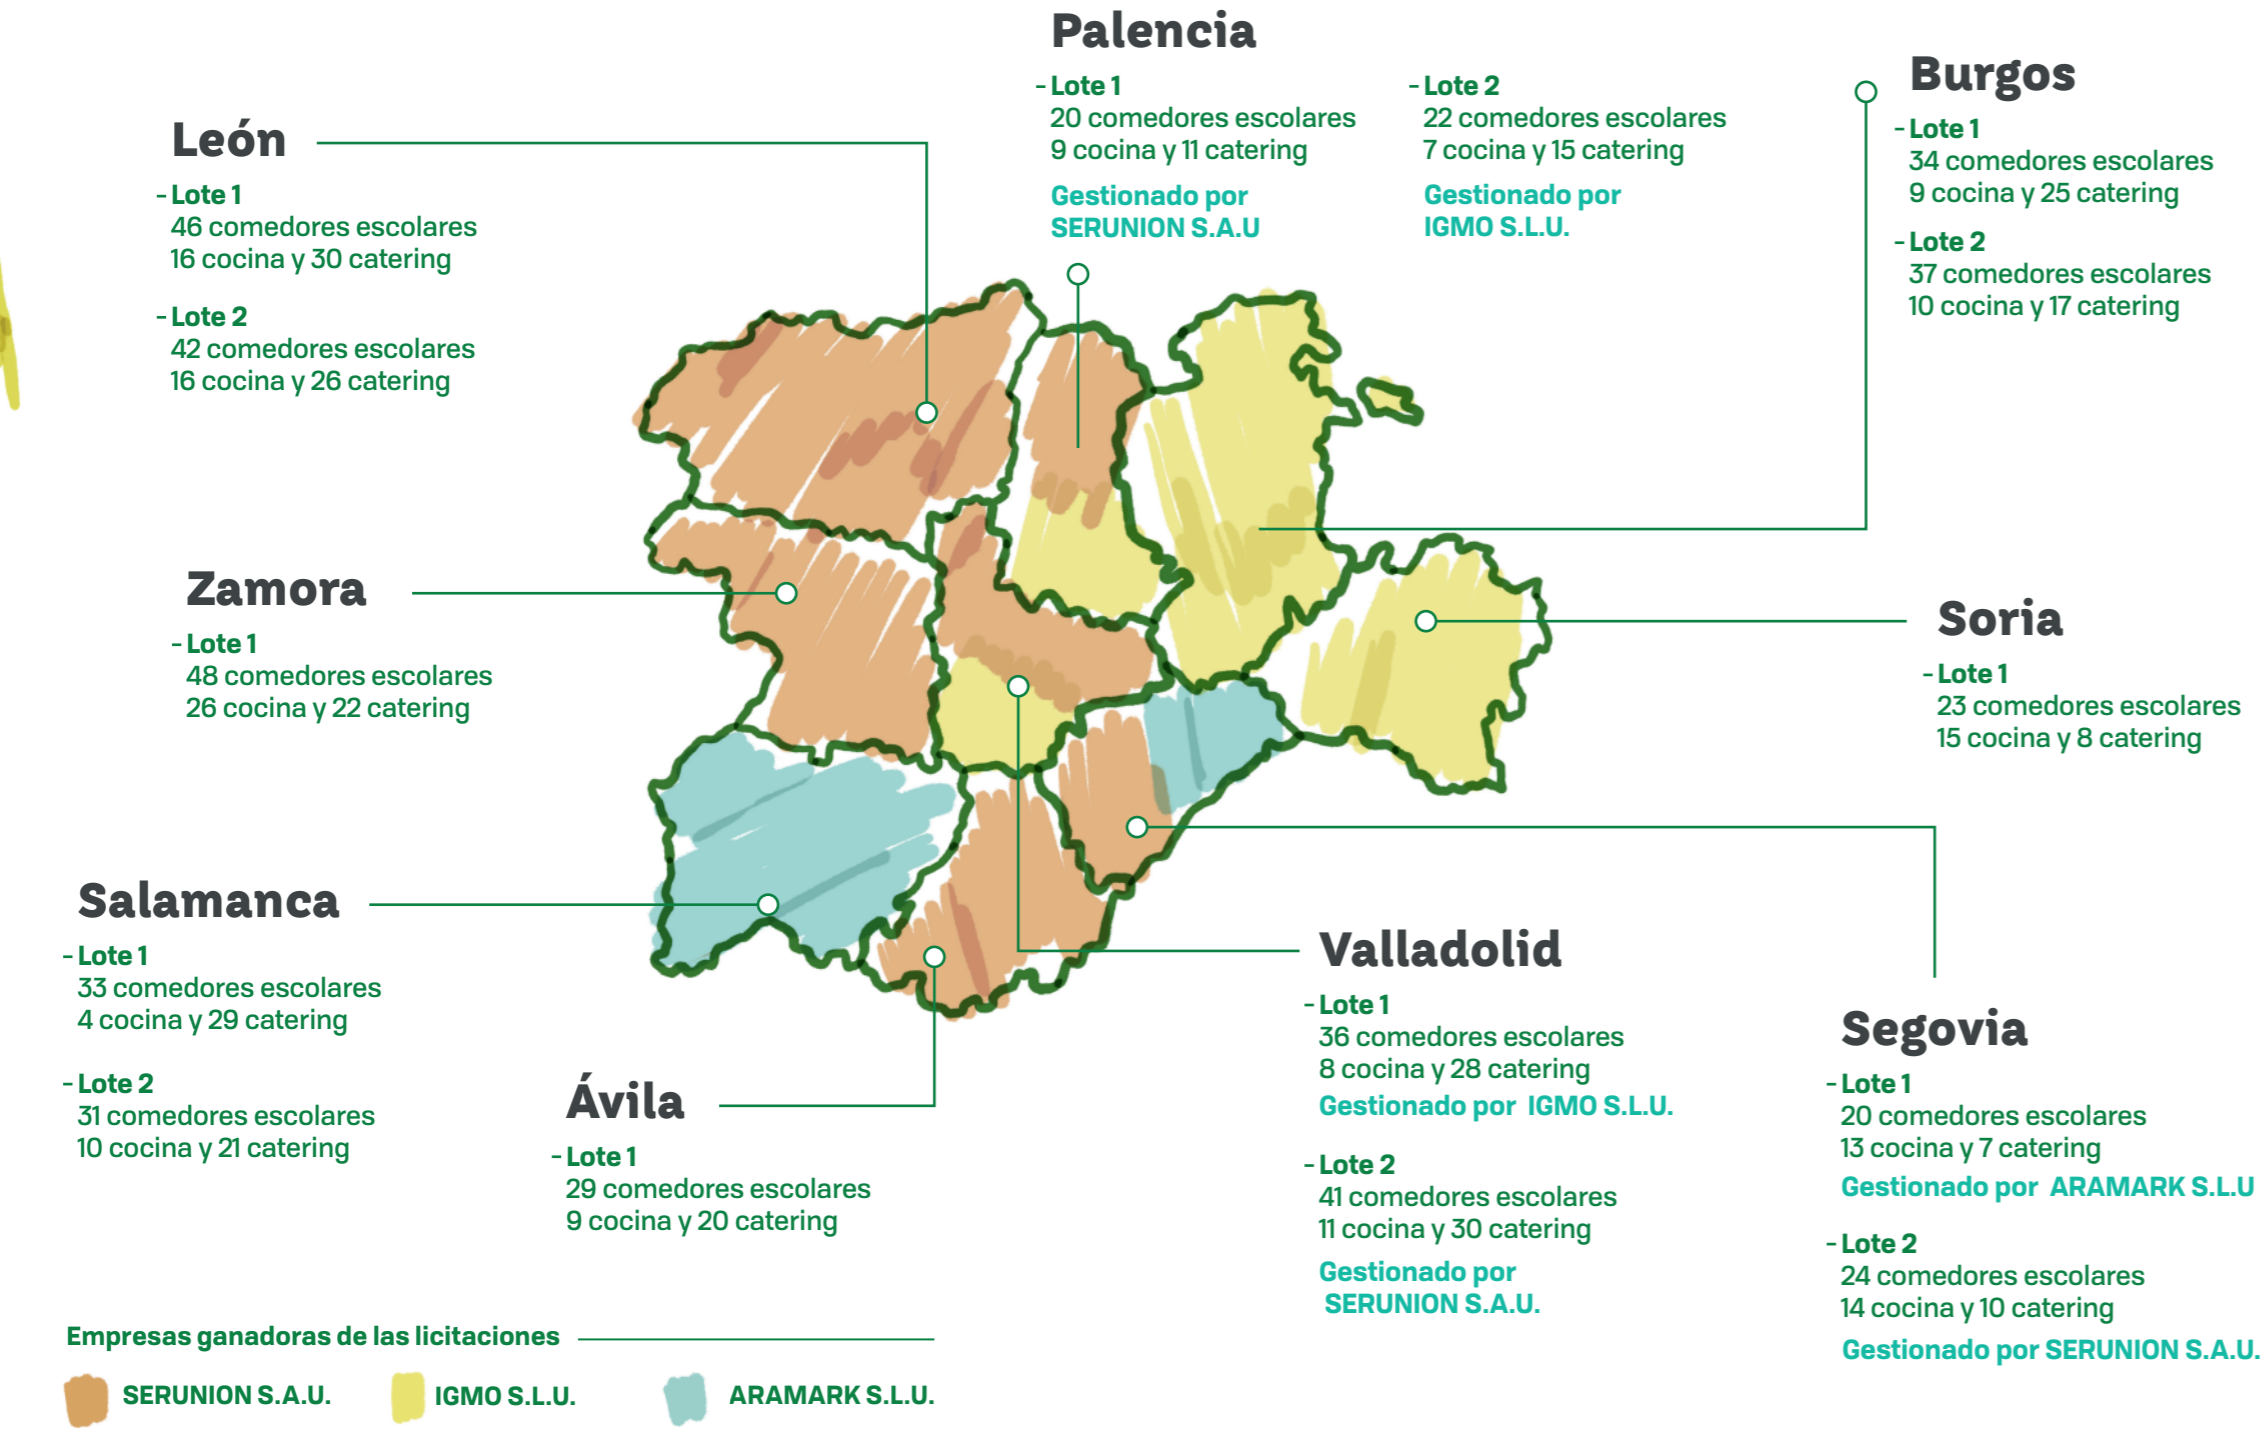 Palencia
- Lote 1
20 comedores escolares
9 cocina y 11 catering
Gestionado por
SERUNION S.A.U
- Lote 2
22 comedores escolares
7 cocina y 15 catering
Gestionado por
IGMO S.L.U.
Burgos
- Lote 1
34 comedores escolares
9 cocina y 25 catering
- Lote 2
37 comedores escolares
10 cocina y 17 catering
León
- Lote 1
46 comedores escolares
16 cocina y 30 catering
- Lote 2
42 comedores escolares
16 cocina y 26 catering
Zamora
- Lote 1
48 comedores escolares
26 cocina y 22 catering
Soria
- Lote 1
23 comedores escolares
15 cocina y 8 catering
Salamanca
- Lote 1
33 comedores escolares
4 cocina y 29 catering
- Lote 2
31 comedores escolares
10 cocina y 21 catering
Ávila
- Lote 1
29 comedores escolares
9 cocina y 20 catering
Valladolid
- Lote 1
36 comedores escolares
8 cocina y 28 catering
Gestionado por IGMO S.L.U.
- Lote 2
41 comedores escolares
11 cocina y 30 catering
Gestionado por
SERUNION S.A.U.
Segovia
- Lote 1
20 comedores escolares
13 cocina y 7 catering
Gestionado por ARAMARK S.L.U
- Lote 2
24 comedores escolares
14 cocina y 10 catering
Gestionado por SERUNION S.A.U.
Empresas ganadoras de las licitaciones
SERUNION S.A.U.
IGMO S.L.U.
ARAMARK S.L.U.